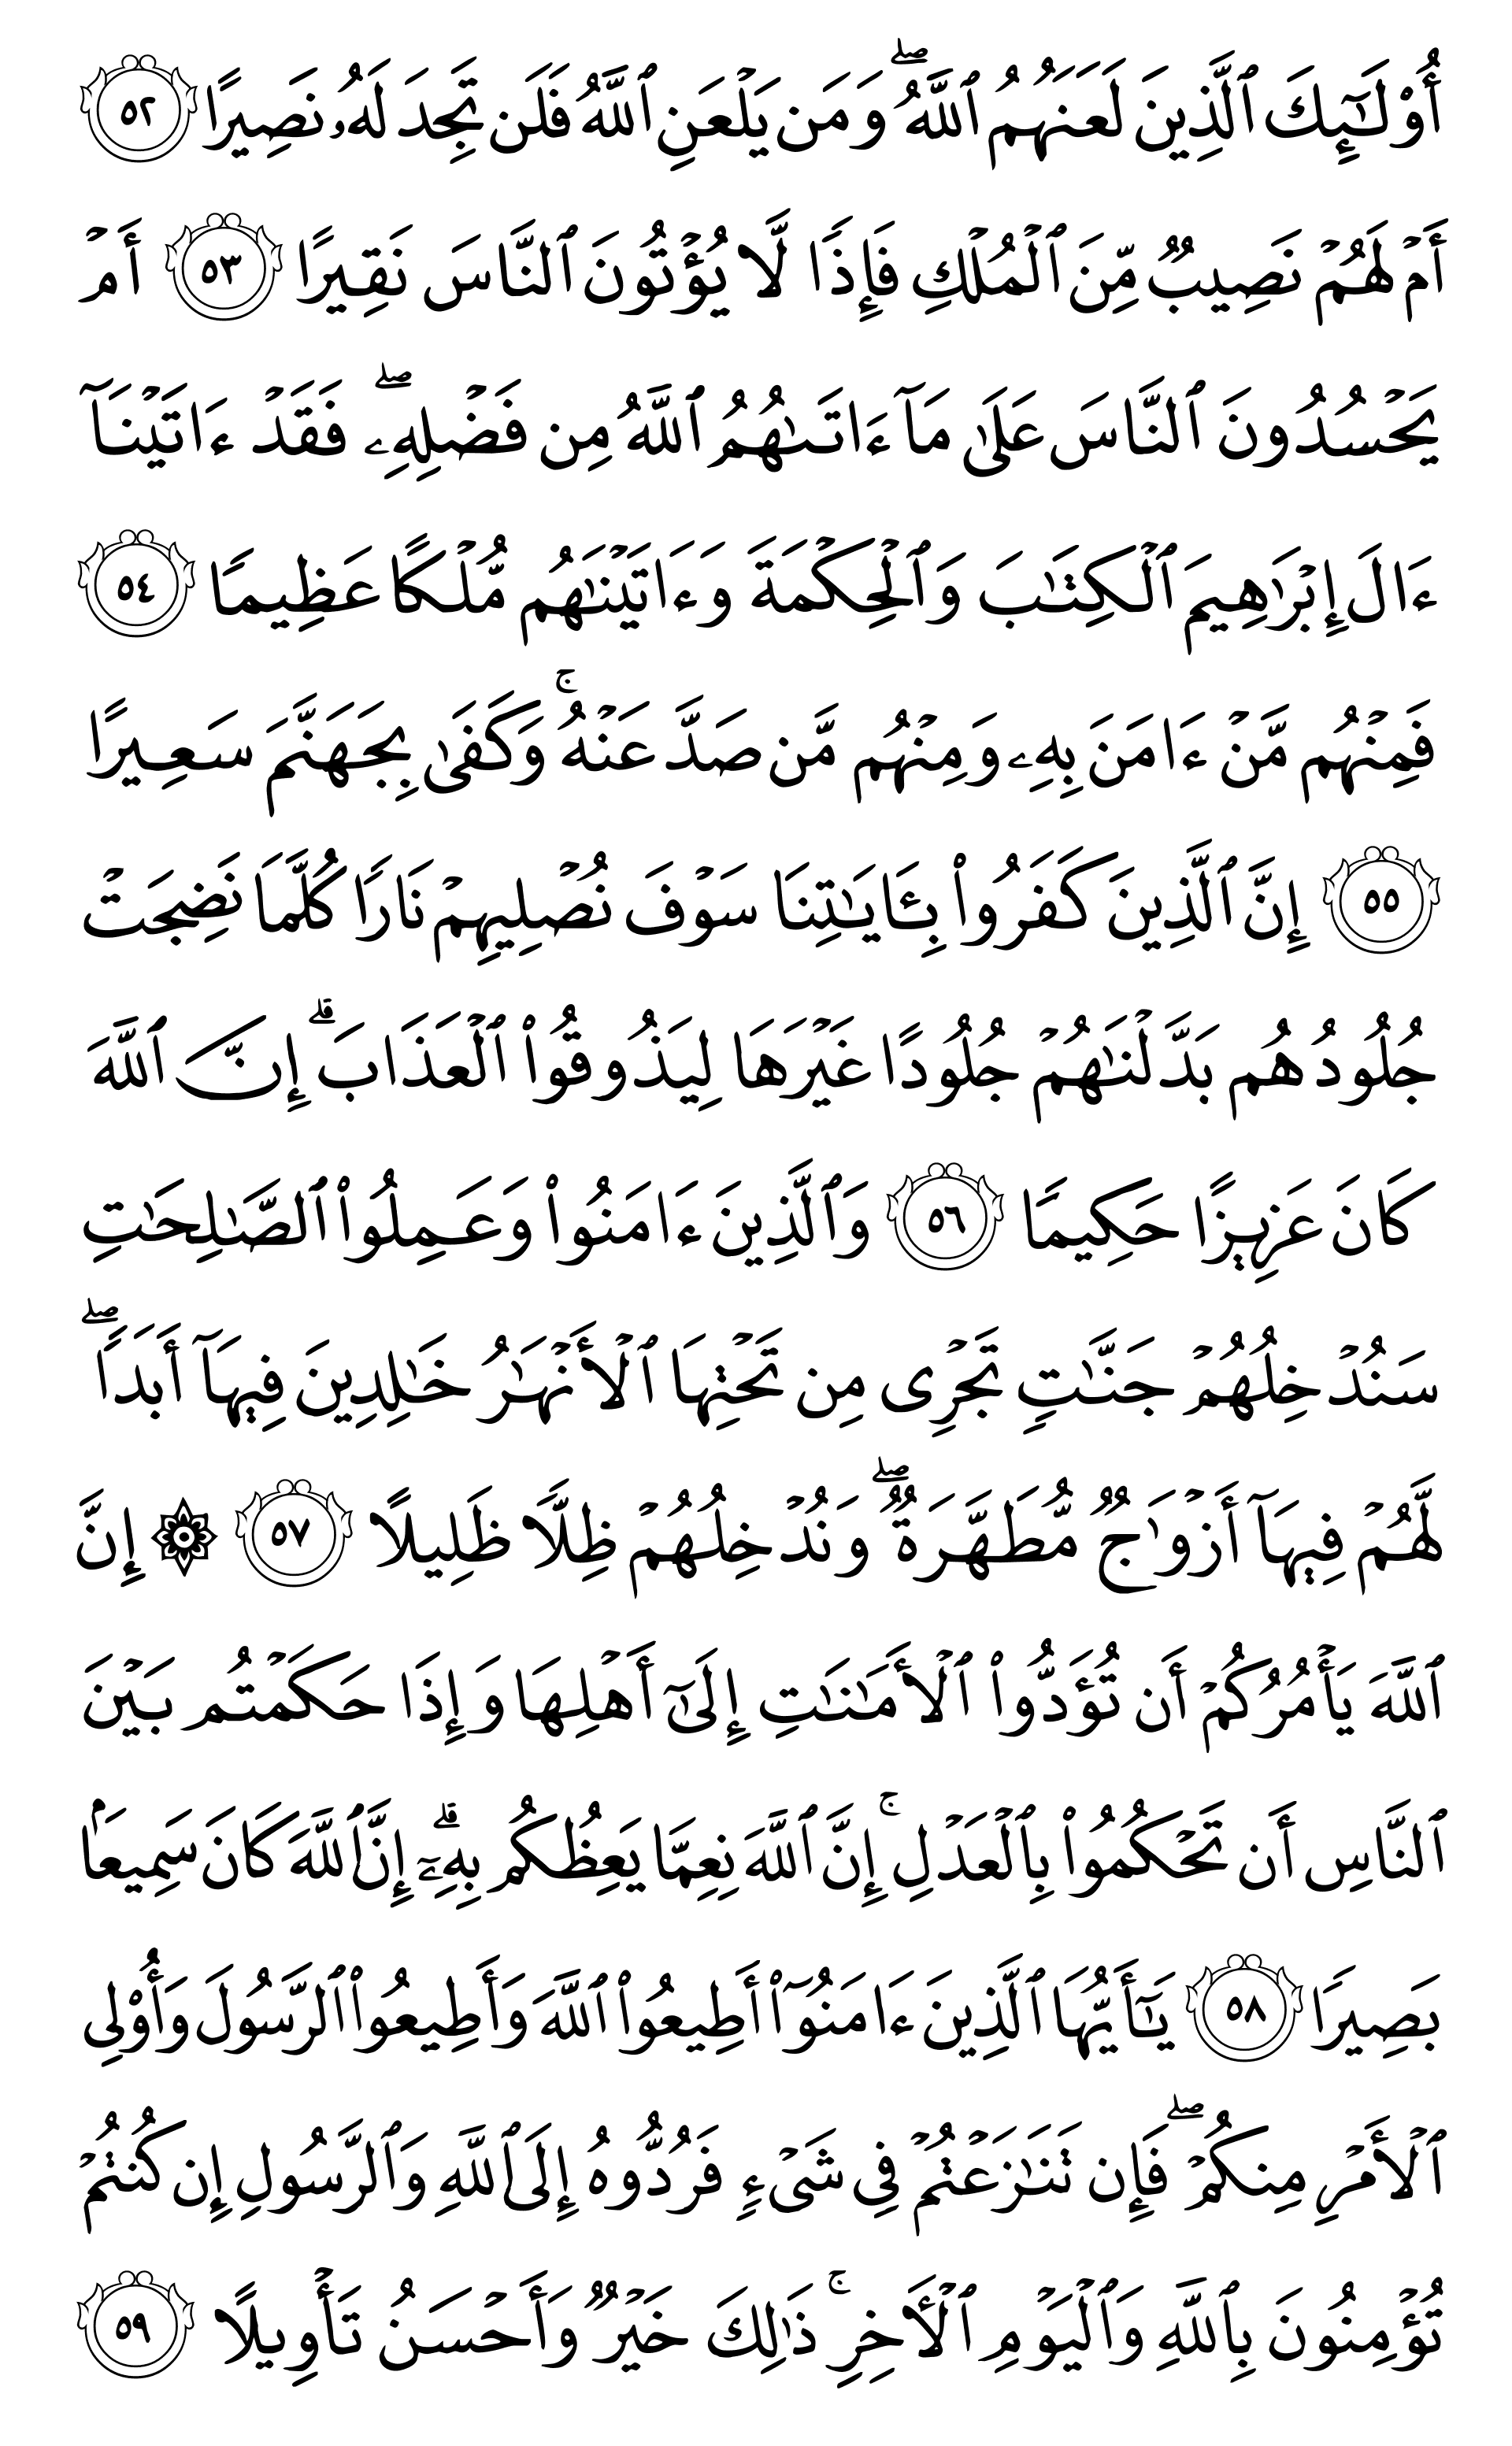 أُوْلَٰٓئِكَ ٱلَّذِينَ لَعَنَهُمُ ٱللَّهُۖ وَمَن يَلْعَنِ ٱللَّهُ فَلَن تَجِدَ لَهُۥ نَصِيرًا ٥٢
أَمْ لَهُمْ نَصِيبٌ مِّنَ ٱلْمُلْكِ فَإِذًا لَّا يُؤْتُونَ ٱلنَّاسَ نَقِيرًا ٥٣ أَمْ
يَحْسُدُونَ ٱلنَّاسَ عَلَىٰ مَآ ءَاتَىٰهُمُ ٱللَّهُ مِن فَضْلِهِۦۖ فَقَدْ ءَاتَيْنَآ
ءَالَ إِبْرَٰهِيمَ ٱلْكِتَٰبَ وَٱلْحِكْمَةَ وَءَاتَيْنَٰهُم مُّلْكًا عَظِيمًا ٥٤
فَمِنْهُم مَّنْ ءَامَنَ بِهِۦ وَمِنْهُم مَّن صَدَّ عَنْهُۚ وَكَفَىٰ بِجَهَنَّمَ سَعِيرًا
٥٥ إِنَّ ٱلَّذِينَ كَفَرُوا۟ بِـَٔايَٰتِنَا سَوْفَ نُصْلِيهِمْ نَارًا كُلَّمَا نَضِجَتْ
جُلُودُهُم بَدَّلْنَٰهُمْ جُلُودًا غَيْرَهَا لِيَذُوقُوا۟ ٱلْعَذَابَۗ إِنَّ ٱللَّهَ
كَانَ عَزِيزًا حَكِيمًا ٥٦ وَٱلَّذِينَ ءَامَنُوا۟ وَعَمِلُوا۟ ٱلصَّٰلِحَٰتِ
سَنُدْخِلُهُمْ جَنَّٰتٍ تَجْرِى مِن تَحْتِهَا ٱلْأَنْهَٰرُ خَٰلِدِينَ فِيهَآ أَبَدًاۖ
لَّهُمْ فِيهَآ أَزْوَٰجٌ مُّطَهَّرَةٌۖ وَنُدْخِلُهُمْ ظِلًّا ظَلِيلًا ٥٧ ۞ إِنَّ
ٱللَّهَ يَأْمُرُكُمْ أَن تُؤَدُّوا۟ ٱلْأَمَٰنَٰتِ إِلَىٰٓ أَهْلِهَا وَإِذَا حَكَمْتُم بَيْنَ
ٱلنَّاسِ أَن تَحْكُمُوا۟ بِٱلْعَدْلِۚ إِنَّ ٱللَّهَ نِعِمَّا يَعِظُكُم بِهِۦٓۗ إِنَّ ٱللَّهَ كَانَ سَمِيعَۢا
بَصِيرًا ٥٨ يَٰٓأَيُّهَا ٱلَّذِينَ ءَامَنُوٓا۟ أَطِيعُوا۟ ٱللَّهَ وَأَطِيعُوا۟ ٱلرَّسُولَ وَأُوْلِى
ٱلْأَمْرِ مِنكُمْۖ فَإِن تَنَٰزَعْتُمْ فِى شَىْءٍ فَرُدُّوهُ إِلَى ٱللَّهِ وَٱلرَّسُولِ إِن كُنتُمْ
تُؤْمِنُونَ بِٱللَّهِ وَٱلْيَوْمِ ٱلْأَخِرِۚ ذَٰلِكَ خَيْرٌ وَأَحْسَنُ تَأْوِيلًا ٥٩